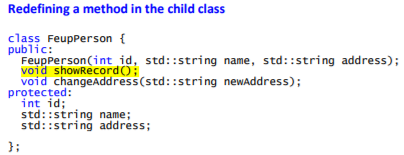 Redefining a method in the child class
class FeupPerson {
public:
FeupPerson(int id, std::string name, std::string address);
void showRecord();
void changeAddress(std::string newAddress);
protected:
int id;
std::string name;
std::string address;
};